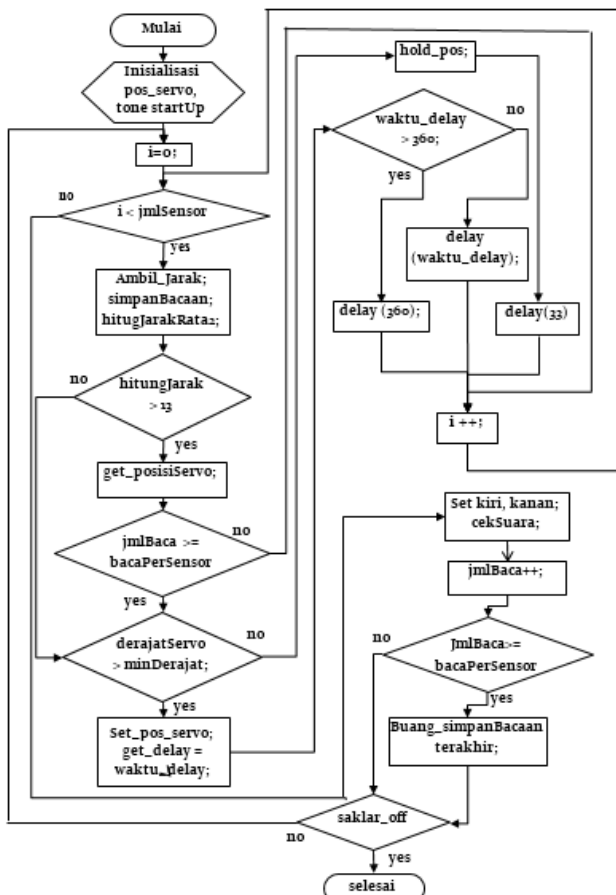 Mulai
Inisialisasi
pos_servo,
tone startUp
i=0;
no
i < jmlSensor
yes
Ambil_Jarak;
simpanBacaan;
hitugJarakRata2;
no
hitungJarak
> 13
yes
get_posisiServo;
jmlBaca >=
bacaPerSensor
no
yes
derajatServo
> minDerajat;
no
yes
Set_pos_servo;
get_delay =
waktu_delay;
hold_pos;
waktu_delay
> 360;
no
yes
delay
(waktu_delay);
delay (360);
delay(33)
i ++;
Set kiri, kanan;
cekSuara;
jmlBaca++;
no
JmlBaca>=
bacaPerSensor
yes
Buang_simpanBacaan
terakhir;
saklar_off
no
yes
selesai